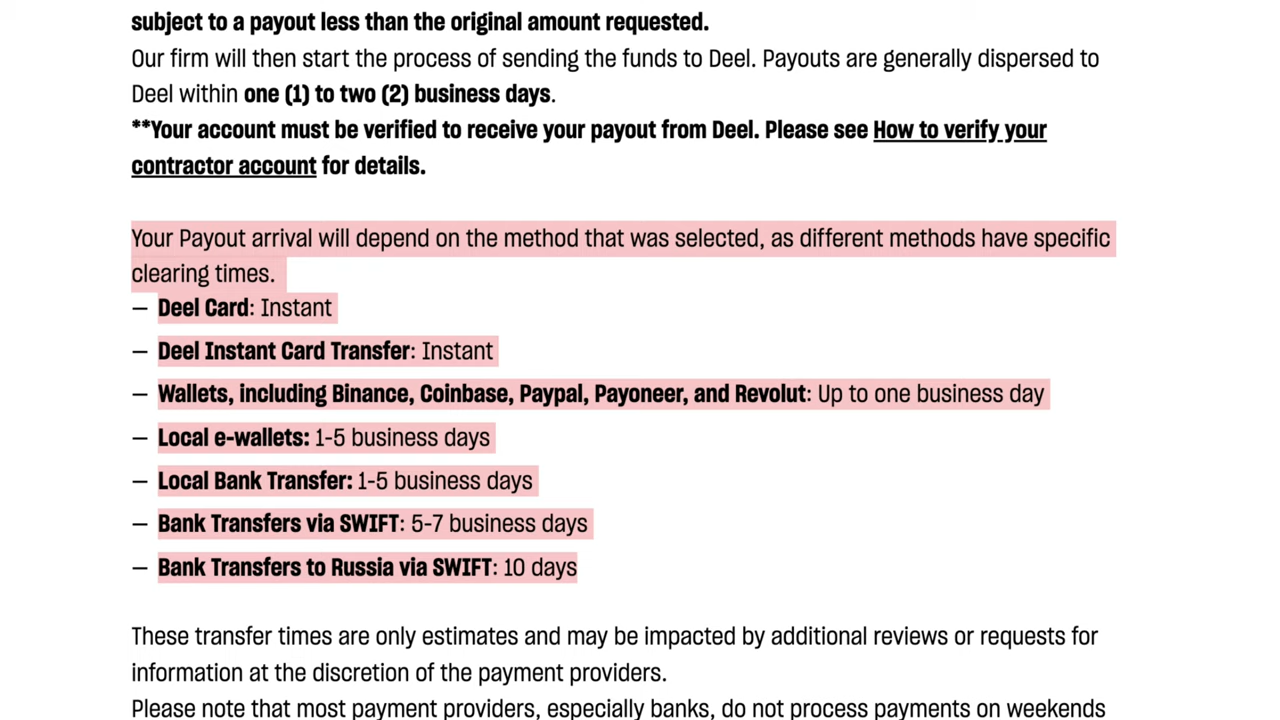 subject to a payout less than the original amount requested.
Our firm will then start the process of sending the funds to Deel. Payouts are generally dispersed to
Deel within one (1) to two (2) business days.
**Your account must be verified to receive your payout from Deel. Please see How to verify your
contractor account for details.
Your Payout arrival will depend on the method that was selected, as different methods have specific
clearing times.
— Deel Card: Instant
— Deel Instant Card Transfer: Instant
— Wallets, including Binance, Coinbase, Paypal, Payoneer, and Revolut: Up to one business day
— Local e-wallets: 1-5 business days
— Local Bank Transfer: 1-5 business days
— Bank Transfers via SWIFT: 5-7 business days
— Bank Transfers to Russia via SWIFT: 10 days
These transfer times are only estimates and may be impacted by additional reviews or requests for
information at the discretion of the payment providers.
Please note that most payment providers, especially banks, do not process payments on weekends